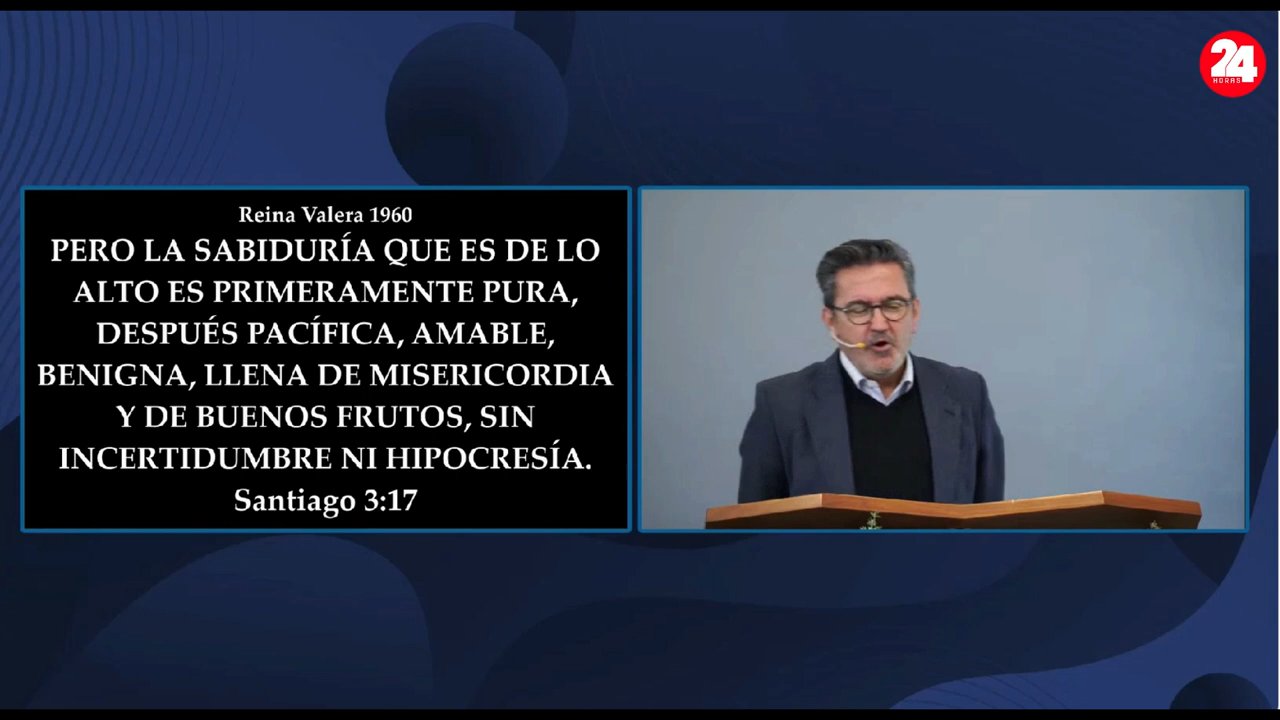 24
HORAS
Reina Valera 1960
PERO LA SABIDURÍA QUE ES DE LO
ALTO ES PRIMERAMENTE PURA,
DESPUÉS PACÍFICA, AMABLE,
BENIGNA, LLENA DE MISERICORDIA
Y DE BUENOS FRUTOS, SIN
INCERTIDUMBRE NI HIPOCRESÍA.
Santiago 3:17